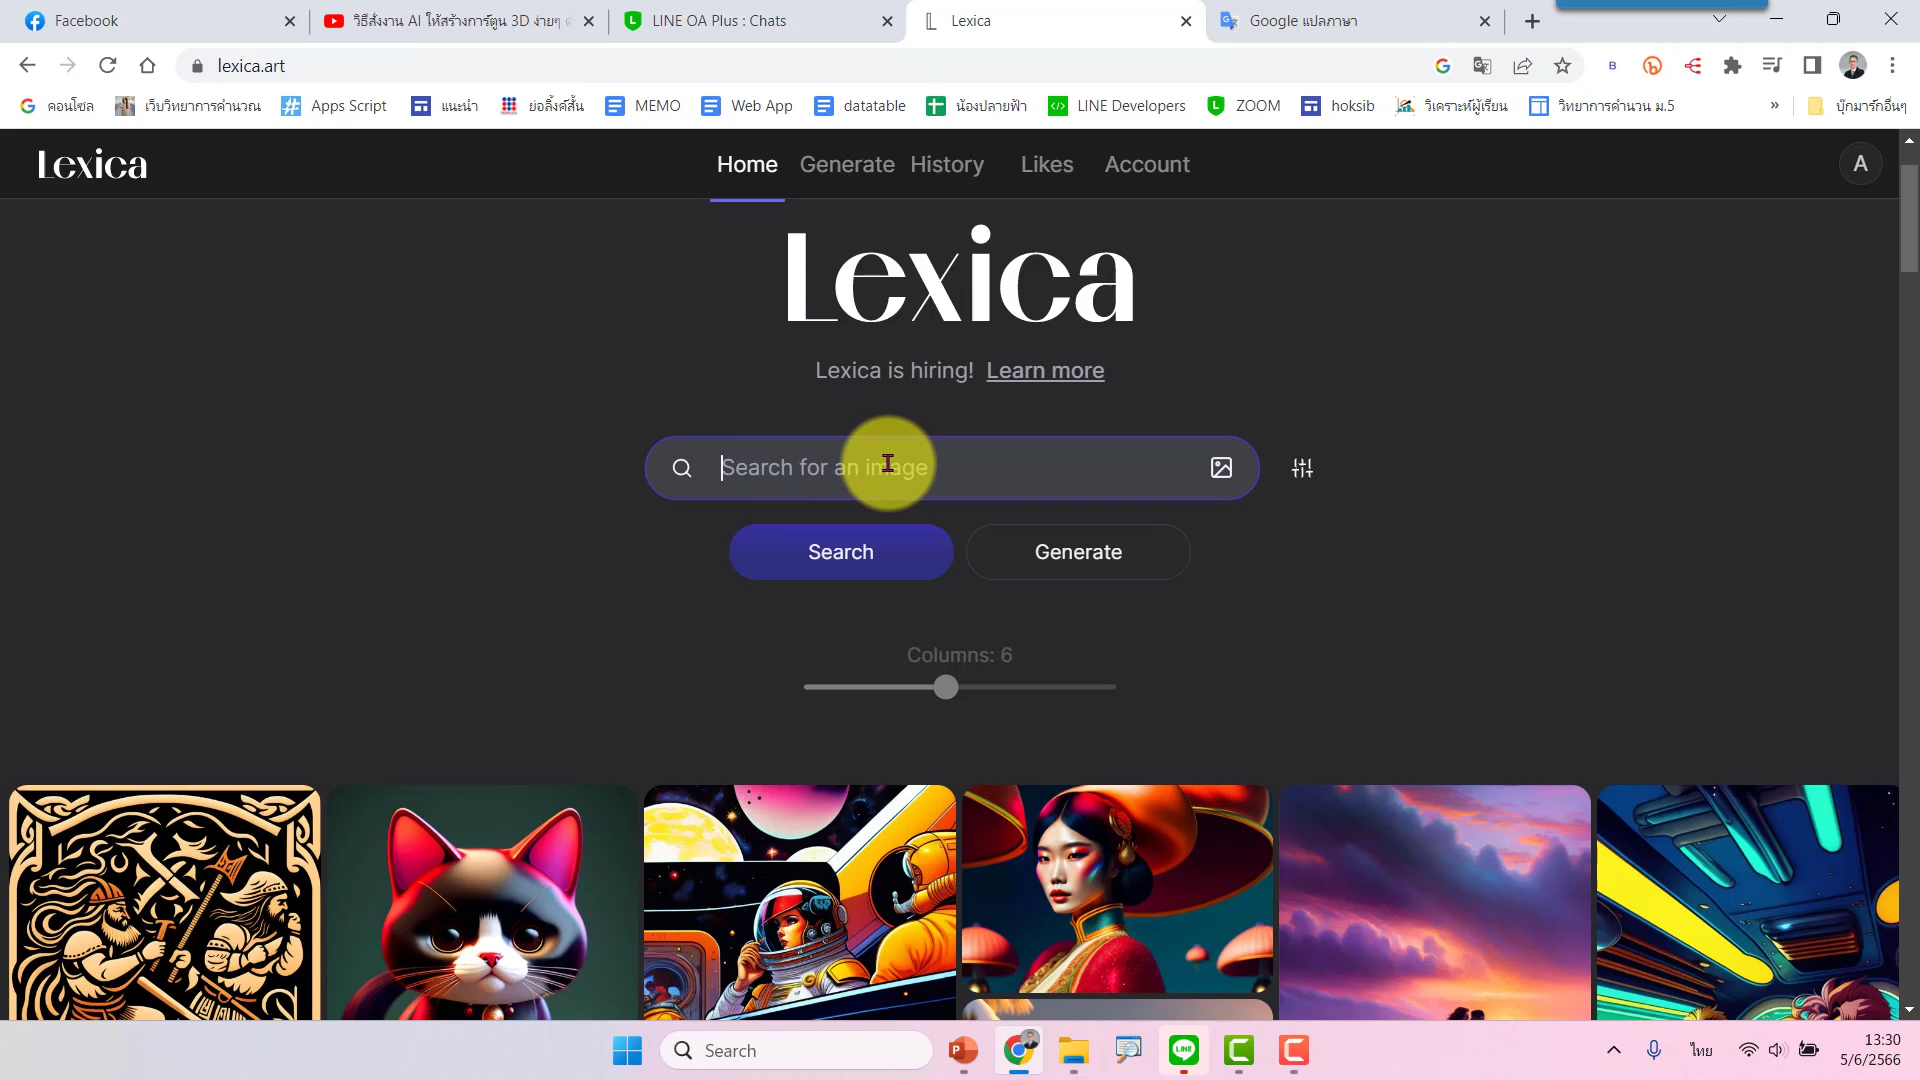 Facebook
วิธีสั่งงาน AI ให้สร้างการ์ตูน 3D ง่ายๆ
LINE OA Plus : Chats
Lexica
Google แปลภาษา
lexica.art
คอนโซล
เว็บวิทยาการคำนวณ
Apps Script
แนะนำ
ย่อลิ้งค์สั้น
MEMO
Web App
datatable
น้องปลายฟ้า
LINE Developers
ZOOM
hoksib
วิเคราะห์ผู้เรียน
วิทยาการคำนวน ม.5
»
บุ๊กมาร์กอื่นๆ
Lexica
Home
Generate
History
Likes
Account
A
Lexica
Lexica is hiring! Learn more
Search for an image
Search
Generate
Columns: 6
Search
ไทย
13:30
5/6/2566